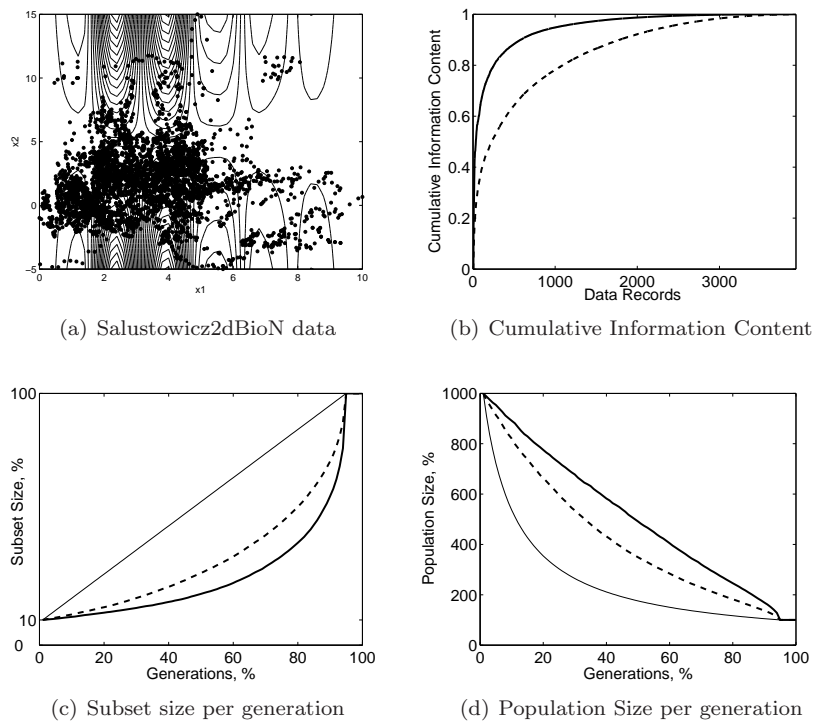 15
10
x2
5
0
−5
0 2 4 6 8 10
x1
(a) Salustowicz2dBioN data
1
0.8
0.6
0.4
0.2
0
Cumulative Information Content
1000 2000 3000
Data Records
(b) Cumulative Information Content
100
Subset Size, %
10
0
0 20 40 60 80 100
Generations, %
(c) Subset size per generation
1000
800
600
400
200
0
Population Size, %
0 20 40 60 80 100
Generations, %
(d) Population Size per generation